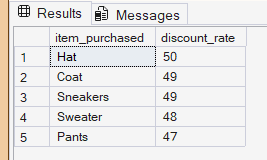 Results Messages
item_purchased discount_rate
1 Hat 50
2 Coat 49
3 Sneakers 49
4 Sweater 48
5 Pants 47